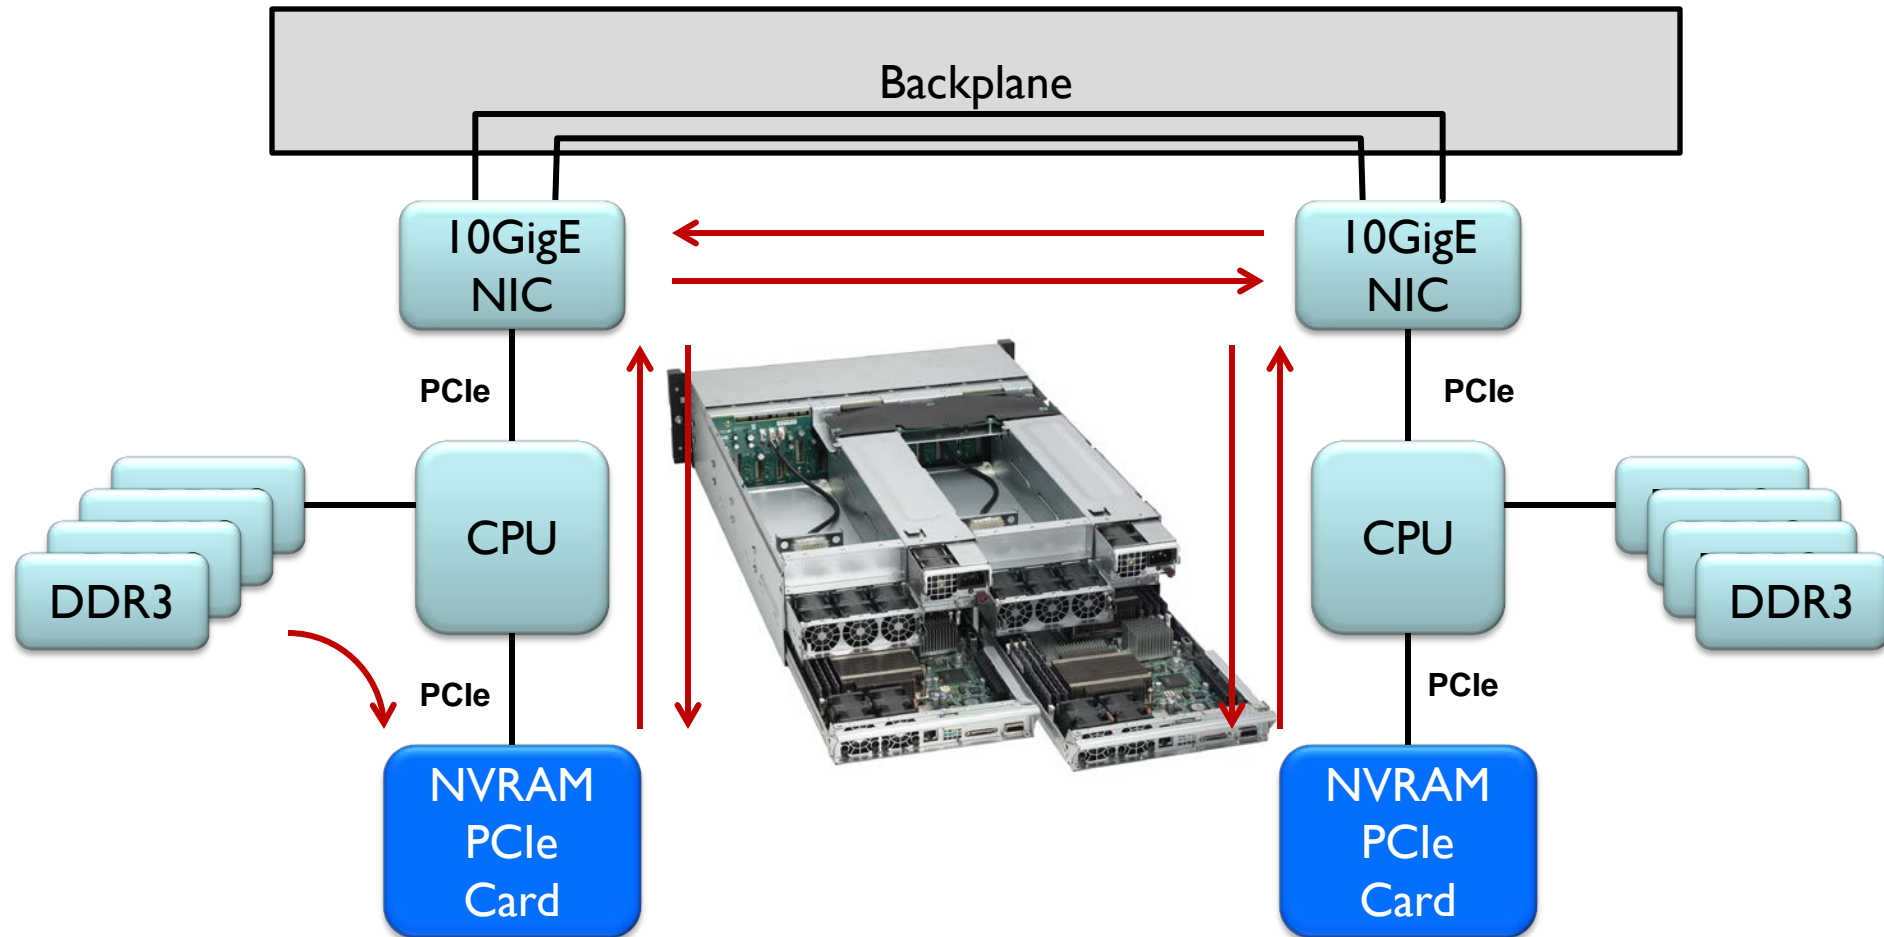 Backplane
10GigE
NIC
10GigE
NIC
PCIe
PCIe
CPU
CPU
DDR3
DDR3
PCIe
PCIe
NVRAM
PCIe
Card
NVRAM
PCIe
Card